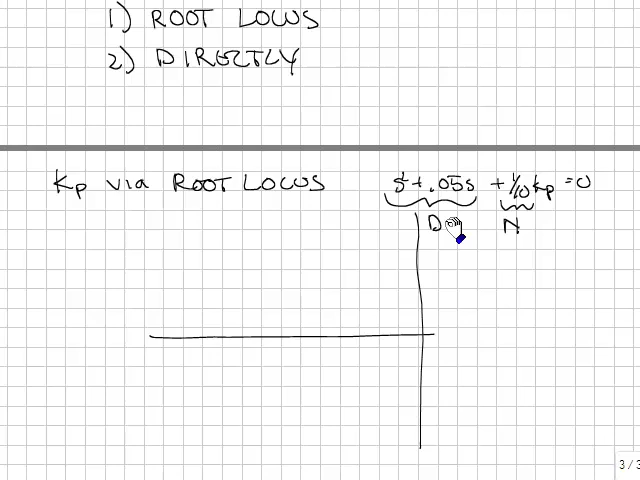 1) ROOT LOCUS
2) DIRECTLY
Kp via ROOT LOCUS s²+.05s +1/10 Kp =0
D N
3/3